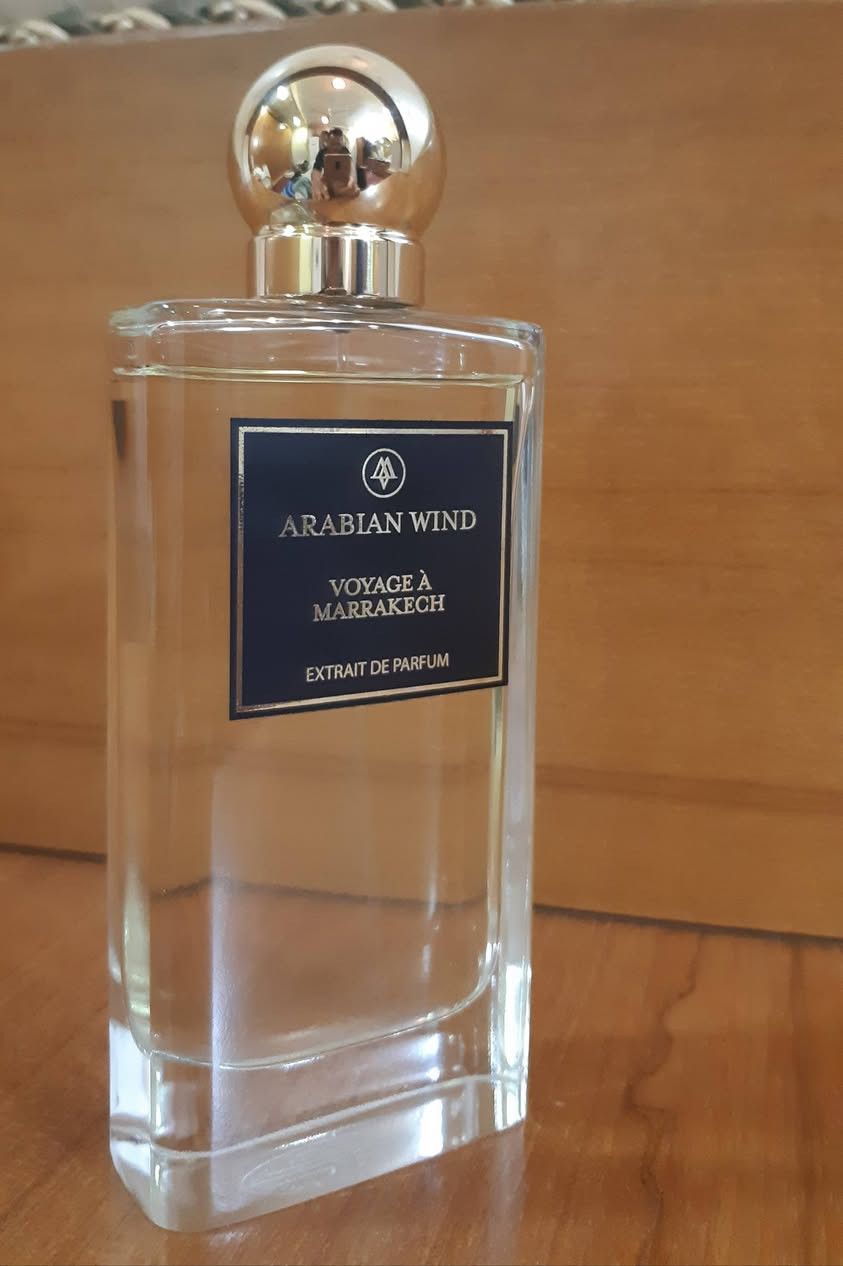 ARABIAN WIND
VOYAGE À
MARRAKECH
EXTRAIT DE PARFUM